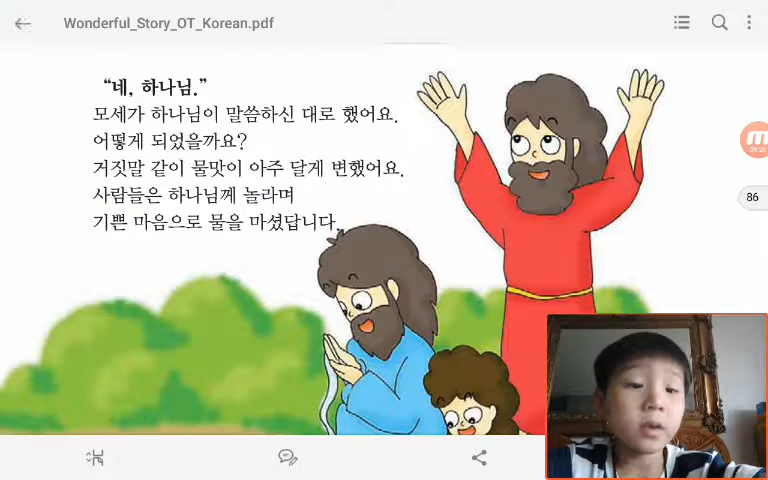 Wonderful_Story_OT_Korean.pdf
“네, 하나님.”
모세가 하나님이 말씀하신 대로 했어요.
어떻게 되었을까요?
거짓말 같이 물맛이 아주 달게 변했어요.
사람들은 하나님께 놀라며
기쁜 마음으로 물을 마셨답니다.
09:29
86